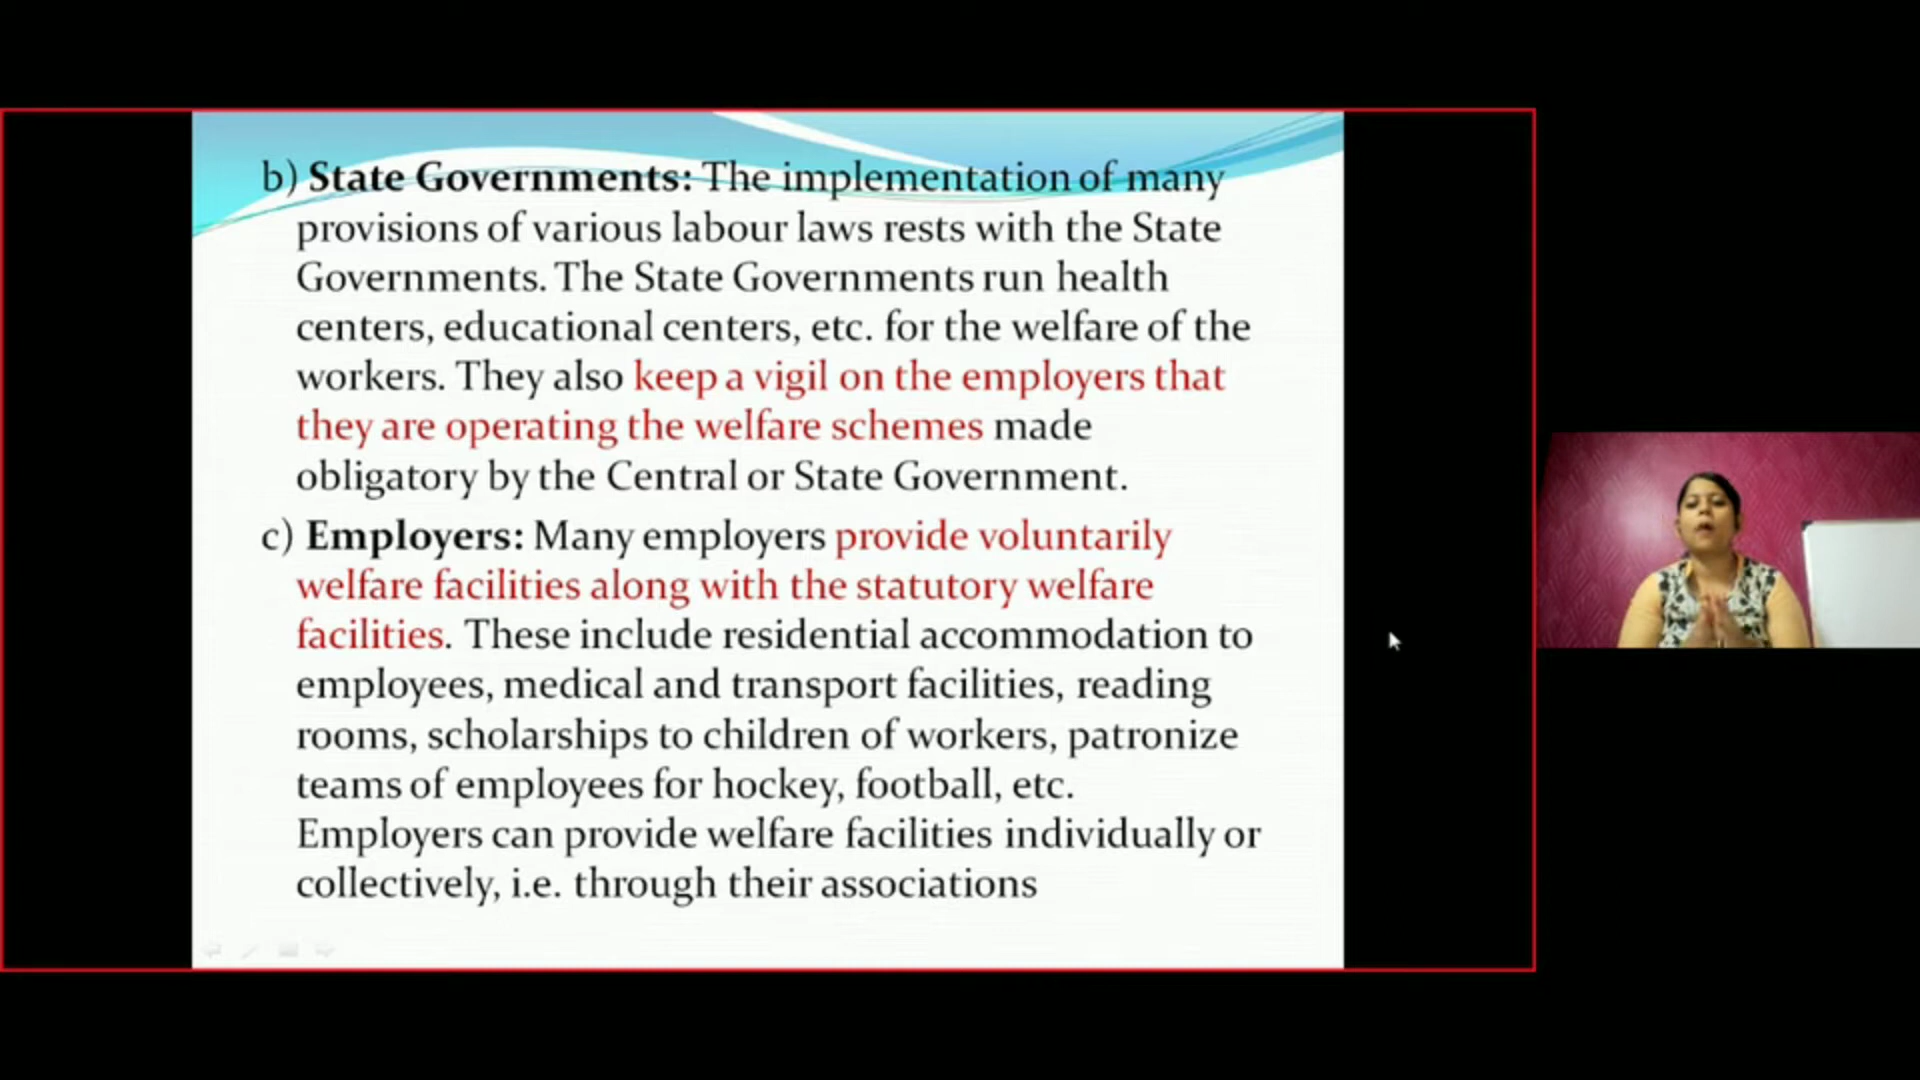 b) State Governments: The implementation of many
provisions of various labour laws rests with the State
Governments. The State Governments run health
centers, educational centers, etc. for the welfare of the
workers. They also keep a vigil on the employers that
they are operating the welfare schemes made
obligatory by the Central or State Government.
c) Employers: Many employers provide voluntarily
welfare facilities along with the statutory welfare
facilities. These include residential accommodation to
employees, medical and transport facilities, reading
rooms, scholarships to children of workers, patronize
teams of employees for hockey, football, etc.
Employers can provide welfare facilities individually or
collectively, i.e. through their associations